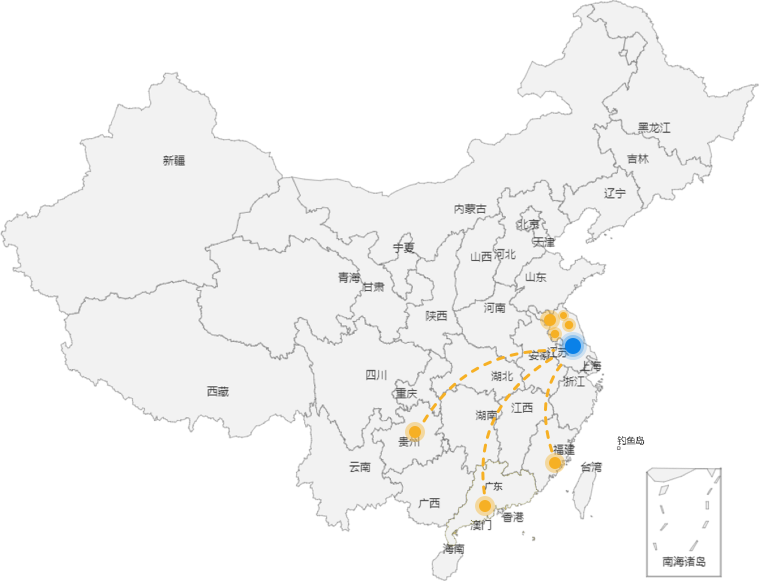 黑龙江
吉林
新疆
辽宁
内蒙古
北京
天津
宁夏
山西
河北
青海
甘肃
山东
陕西
河南
安徽
江苏
上海
四川
湖北
浙江
西藏
重庆
江西
湖南
贵州
钓鱼岛
福建
云南
台湾
广东
广西
香港
澳门
海南
南海诸岛